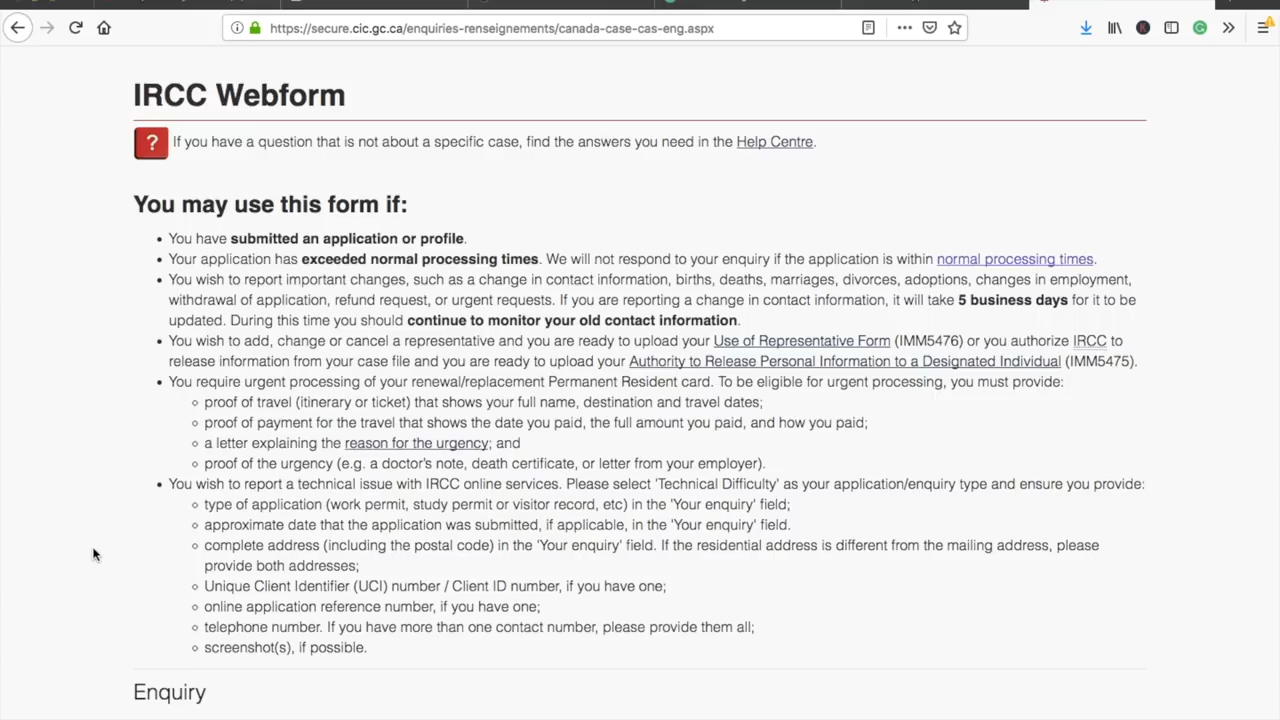 https://secure.cic.gc.ca/enquiries-renseignements/canada-case-cas-eng.aspx
IRCC Webform
? If you have a question that is not about a specific case, find the answers you need in the Help Centre.
You may use this form if:
• You have submitted an application or profile.
• Your application has exceeded normal processing times. We will not respond to your enquiry if the application is within normal processing times.
• You wish to report important changes, such as a change in contact information, births, deaths, marriages, divorces, adoptions, changes in employment,
withdrawal of application, refund request, or urgent requests. If you are reporting a change in contact information, it will take 5 business days for it to be
updated. During this time you should continue to monitor your old contact information.
• You wish to add, change or cancel a representative and you are ready to upload your Use of Representative Form (IMM5476) or you authorize IRCC to
release information from your case file and you are ready to upload your Authority to Release Personal Information to a Designated Individual (IMM5475).
• You require urgent processing of your renewal/replacement Permanent Resident card. To be eligible for urgent processing, you must provide:
◦ proof of travel (itinerary or ticket) that shows your full name, destination and travel dates;
◦ proof of payment for the travel that shows the date you paid, the full amount you paid, and how you paid;
◦ a letter explaining the reason for the urgency; and
◦ proof of the urgency (e.g. a doctor's note, death certificate, or letter from your employer).
• You wish to report a technical issue with IRCC online services. Please select 'Technical Difficulty' as your application/enquiry type and ensure you provide:
◦ type of application (work permit, study permit or visitor record, etc) in the 'Your enquiry' field;
◦ approximate date that the application was submitted, if applicable, in the 'Your enquiry' field.
◦ complete address (including the postal code) in the 'Your enquiry' field. If the residential address is different from the mailing address, please
provide both addresses;
◦ Unique Client Identifier (UCI) number / Client ID number, if you have one;
◦ online application reference number, if you have one;
◦ telephone number. If you have more than one contact number, please provide them all;
◦ screenshot(s), if possible.
Enquiry